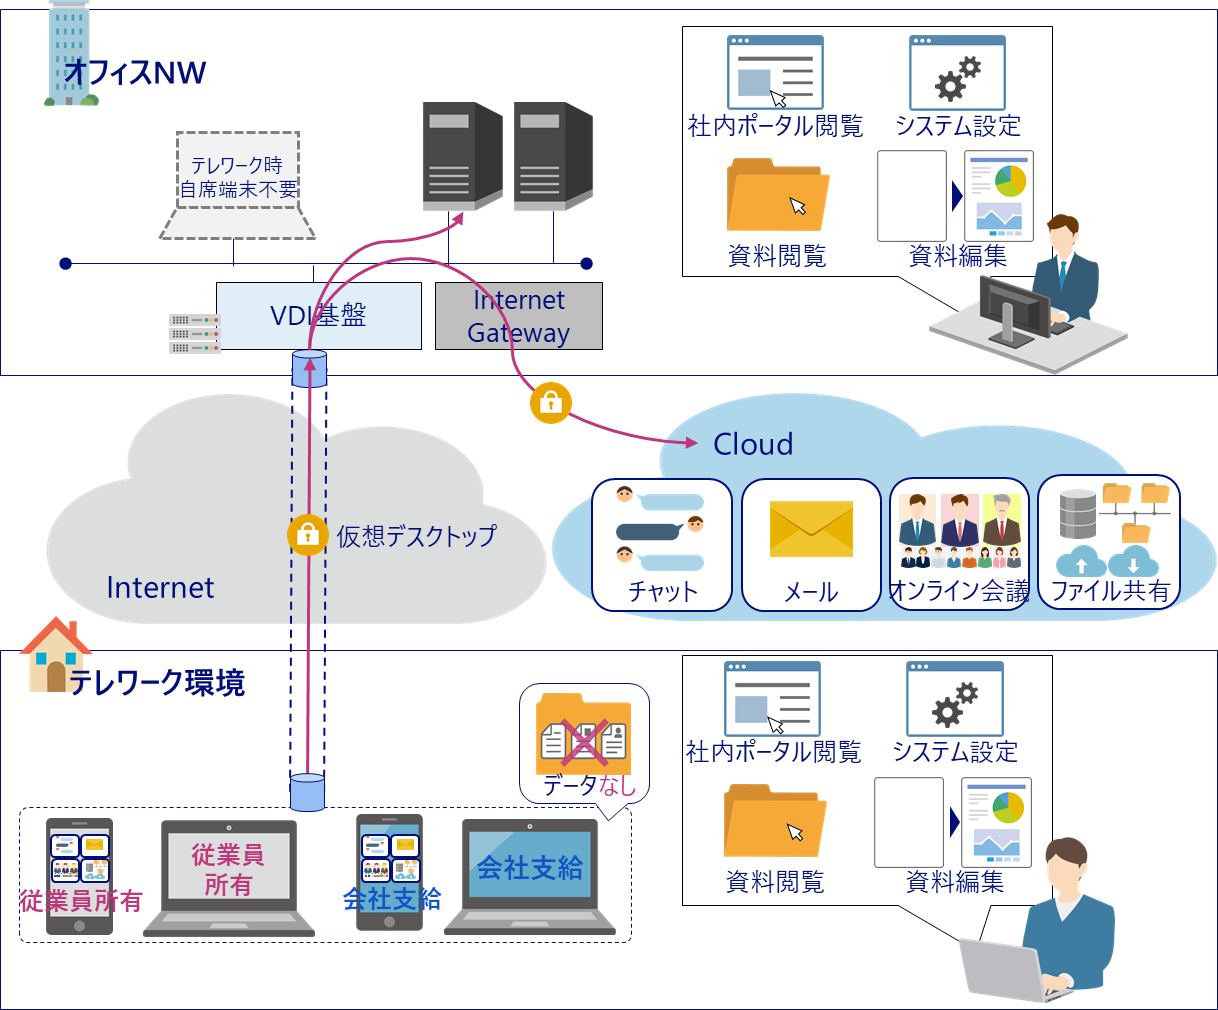 オフィスNW
テレワーク時
自席端末不要
社内ポータル閲覧
システム設定
資料閲覧
資料編集
VDI基盤
Internet
Gateway
Cloud
仮想デスクトップ
Internet
チャット
メール
オンライン会議
ファイル共有
テレワーク環境
データなし
従業員所有
従業員
所有
会社支給
会社支給
社内ポータル閲覧
システム設定
資料閲覧
資料編集